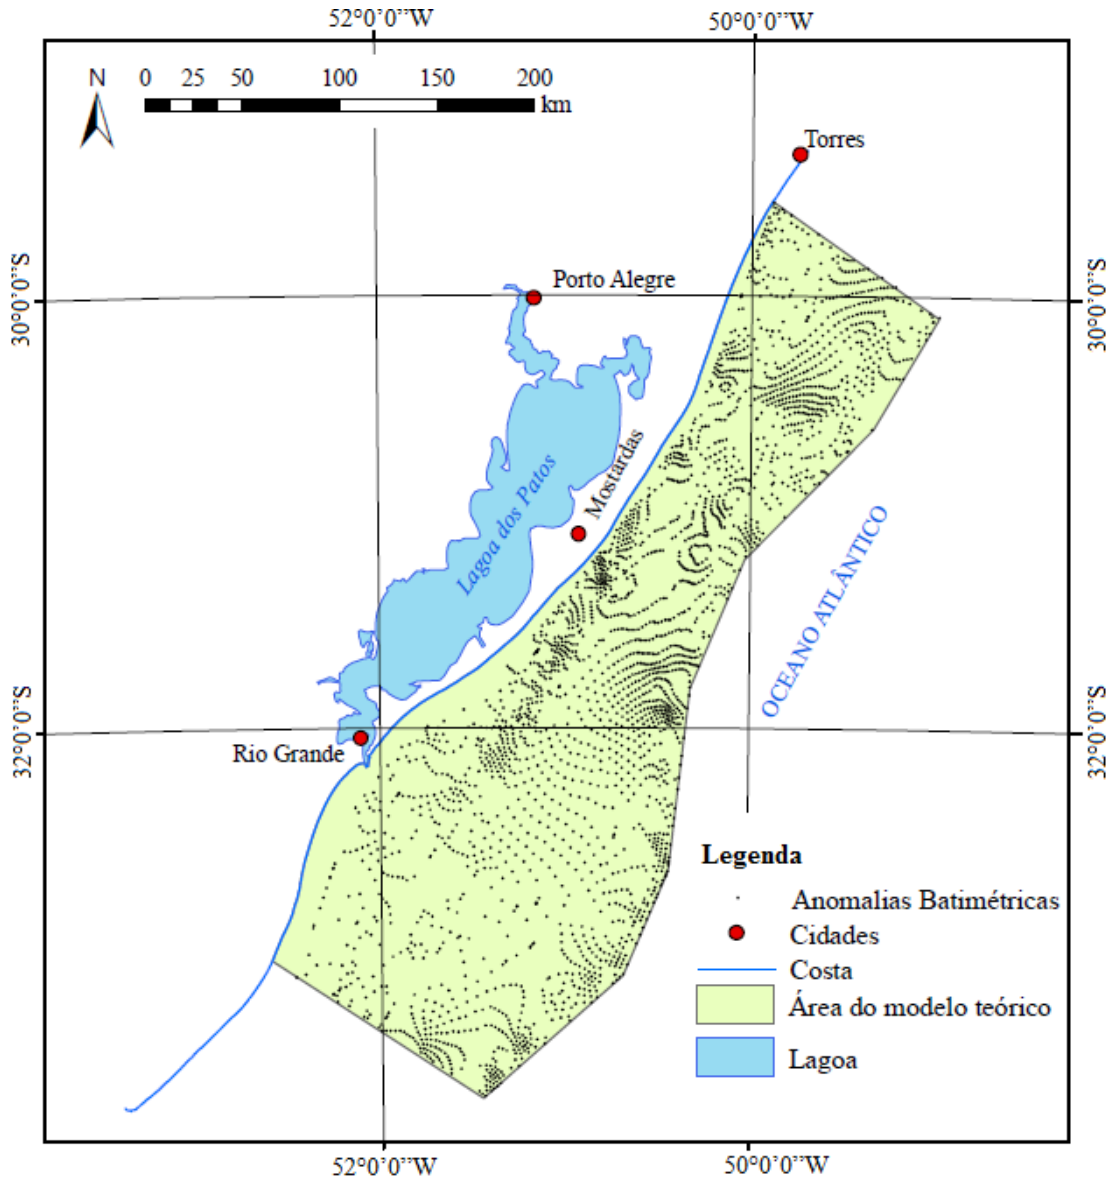 52°0'0"W
50°0'0"W
N
0 25 50 100 150 200
km
Torres
30°0'0"S
Porto Alegre
30°0'0"S
Mostardas
Lagoa dos Patos
OCEANO ATLÂNTICO
32°0'0"S
Rio Grande
32°0'0"S
Legenda
Anomalias Batimétricas
Cidades
Costa
Área do modelo teórico
Lagoa
52°0'0"W
50°0'0"W